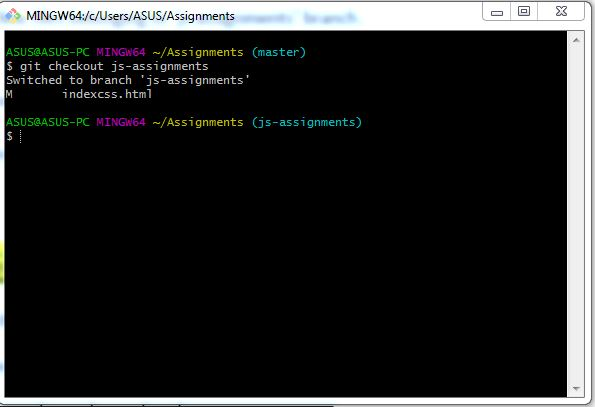 branch.
MINGW64:/c/Users/ASUS/Assignments
ASUS@ASUS-PC MINGW64 ~/Assignments (master)
$ git checkout js-assignments
Switched to branch 'js-assignments'
M       indexcss.html
ASUS@ASUS-PC MINGW64 ~/Assignments (js-assignments)
$